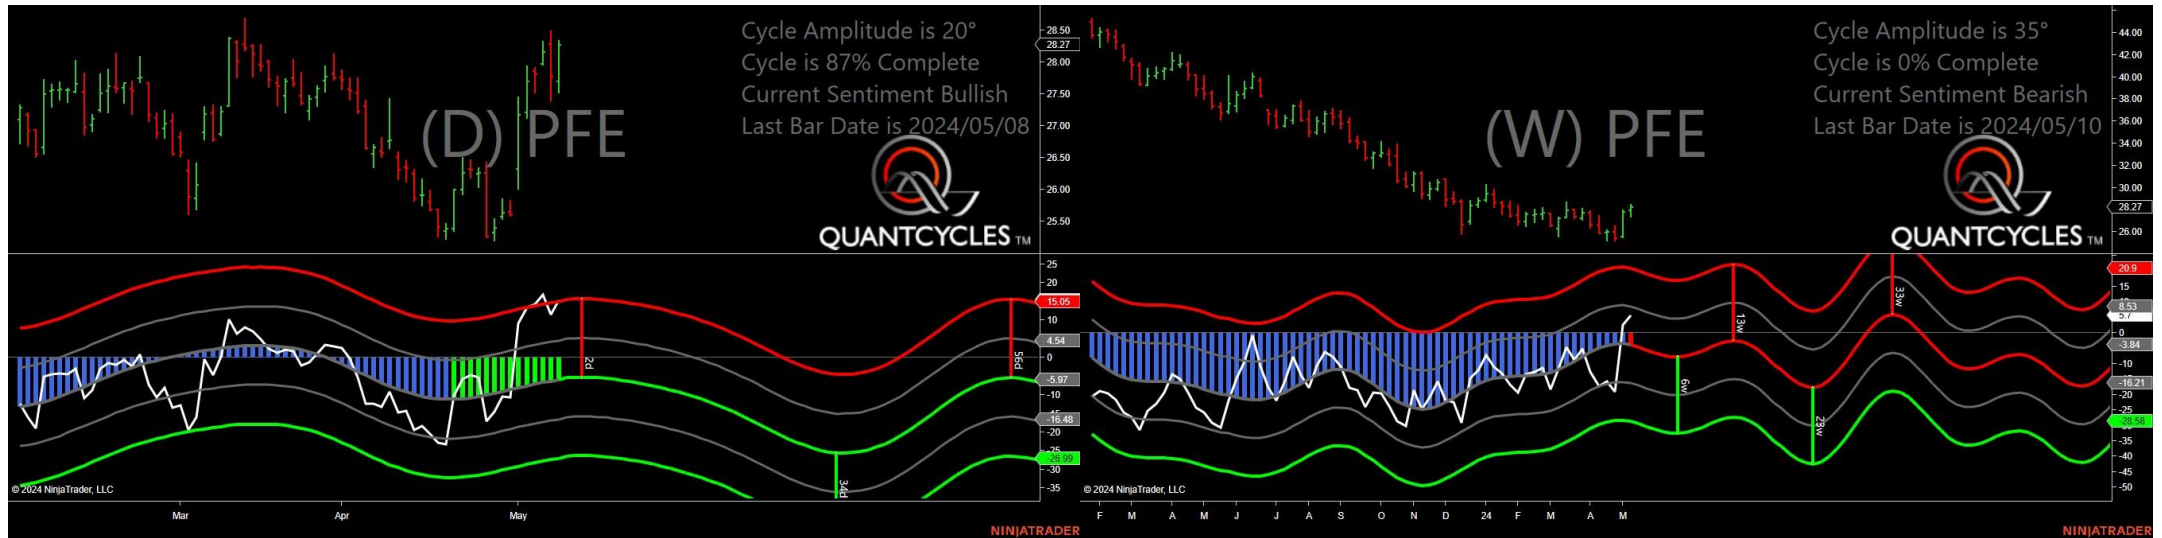 Cycle Amplitude is 20°
Cycle is 87% Complete
Current Sentiment Bullish
Last Bar Date is 2024/05/08
(D) PFE
QUANTCYCLES TM
28.50
28.27
28.00
27.50
27.00
26.50
26.00
25.50
25
20
15.05
10
4.54
0
-5.97
-10
-16.48
-20
-26.99
-30
-35
2d
34d
56d
© 2024 NinjaTrader, LLC
Mar
Apr
May
NINJATRADER
Cycle Amplitude is 35°
Cycle is 0% Complete
Current Sentiment Bearish
Last Bar Date is 2024/05/10
(W) PFE
QUANTCYCLES TM
44.00
42.00
40.00
38.00
36.00
34.00
32.00
30.00
28.27
26.00
20.9
15
8.53
5.7
0
-3.84
-10
-16.21
-20
-25
-28.58
-35
-40
-45
-50
13w
33w
6w
23w
© 2024 NinjaTrader, LLC
F M A M J J A S O N D 24 F M A M
NINJATRADER